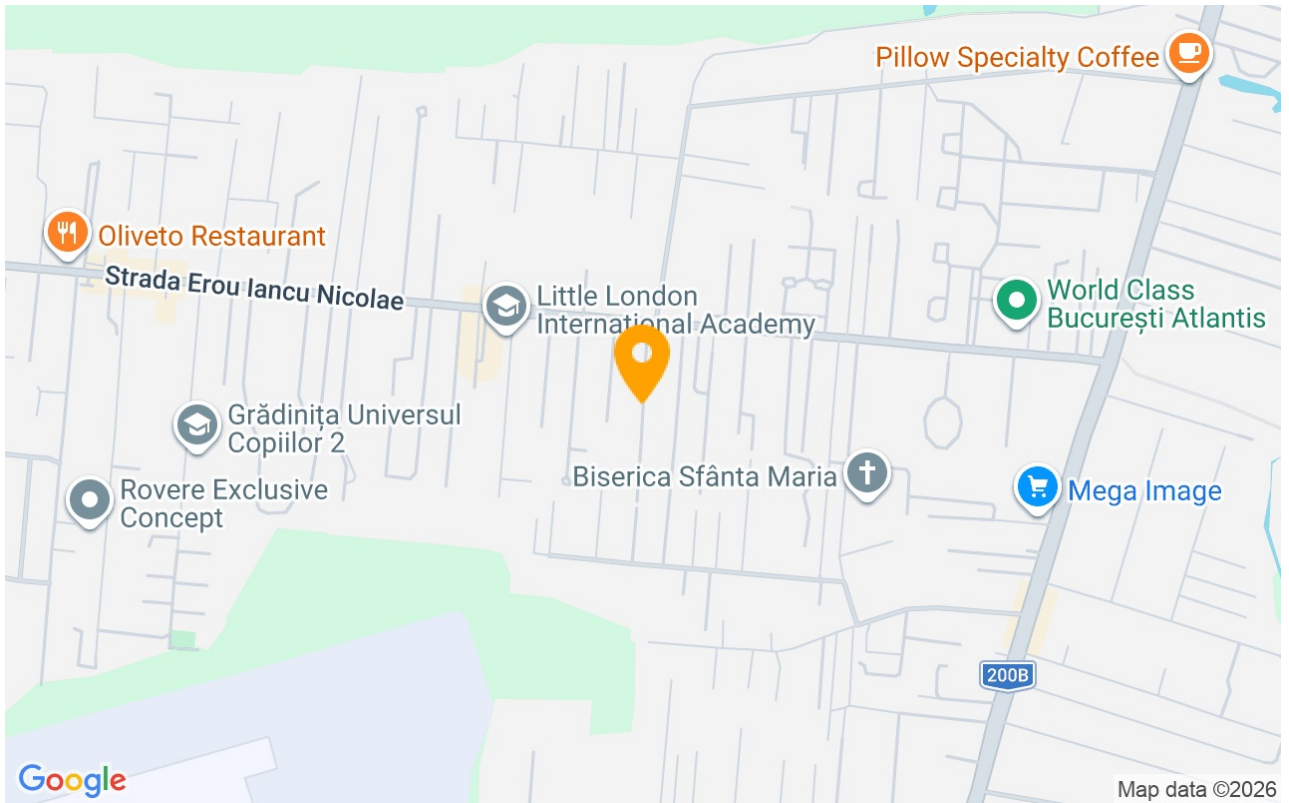 Pillow Specialty Coffee
Oliveto Restaurant
Strada Erou Iancu Nicolae
Little London
International Academy
World Class
București Atlantis
Grădinița Universul
Copiilor 2
Biserica Sfânta Maria
Rovere Exclusive
Concept
Mega Image
200B
Google
Map data ©2026